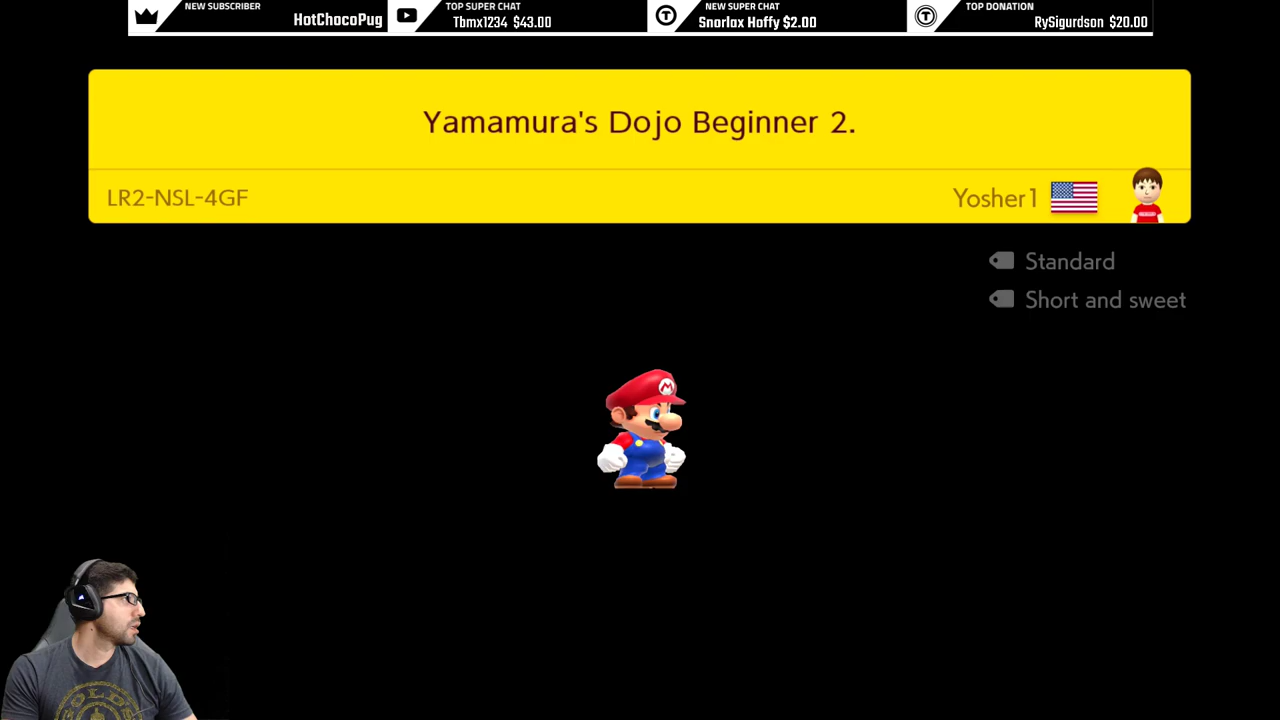 NEW SUBSCRIBER
HotChocoPug
TOP SUPER CHAT
Tbmx1234 $43.00
NEW SUPER CHAT
Snorlax Hoffy $2.00
TOP DONATION
RySigurdson $20.00
Yamamura's Dojo Beginner 2.
LR2-NSL-4GF
Yosher1
Standard
Short and sweet
M
GOLD'S